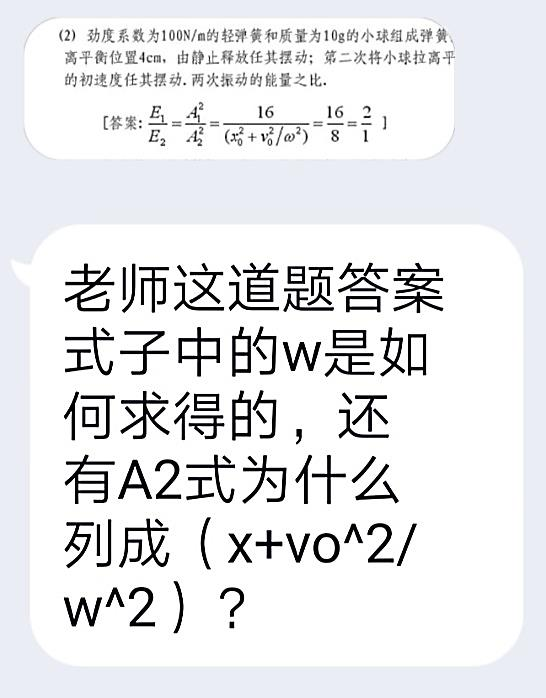 (2) 劲度系数为100N/m的轻弹簧和质量为10g的小球组成弹簧
高平衡位置4cm，由静止释放任其摆动；第二次将小球拉高平
的初速度任其摆动.两次振动的能量之比.
[答案: E₁/E₂ = A₁²/A₂² = 16/(x₀²+v₀²/ω²) = 16/8 = 2/1 ]
老师这道题答案
式子中的w是如
何求得的，还
有A2式为什么
列成（x+vo^2/
w^2）?